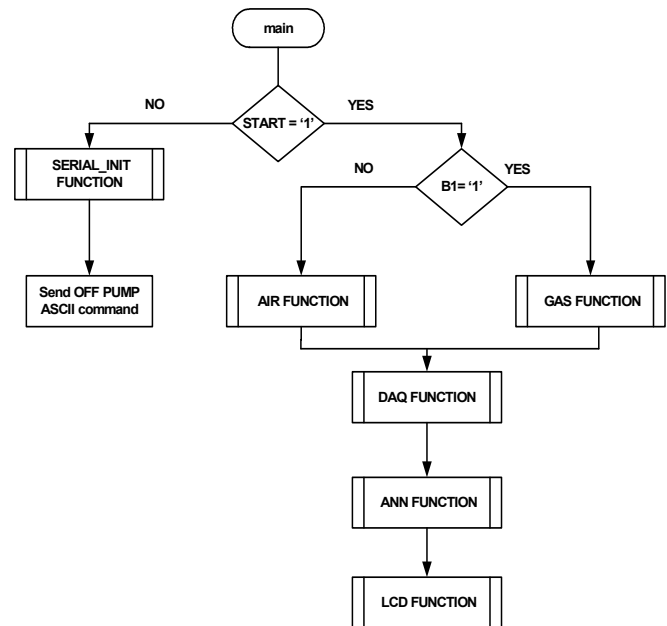 main
NO
YES
START = ‘1’
SERIAL_INIT
FUNCTION
NO
YES
B1= ‘1’
Send OFF PUMP
ASCII command
AIR FUNCTION
GAS FUNCTION
DAQ FUNCTION
ANN FUNCTION
LCD FUNCTION